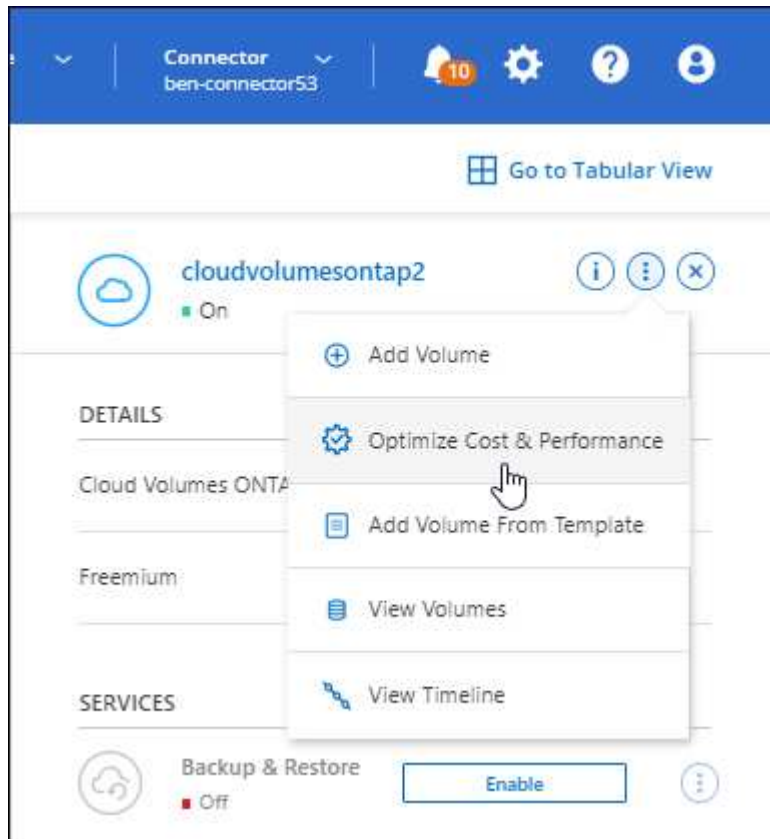 Connector
ben-connector53
10
Go to Tabular View
cloudvolumesontap2
On
Add Volume
DETAILS
Optimize Cost & Performance
Cloud Volumes ONTA
Add Volume From Template
Freemium
View Volumes
View Timeline
SERVICES
Backup & Restore
Off
Enable